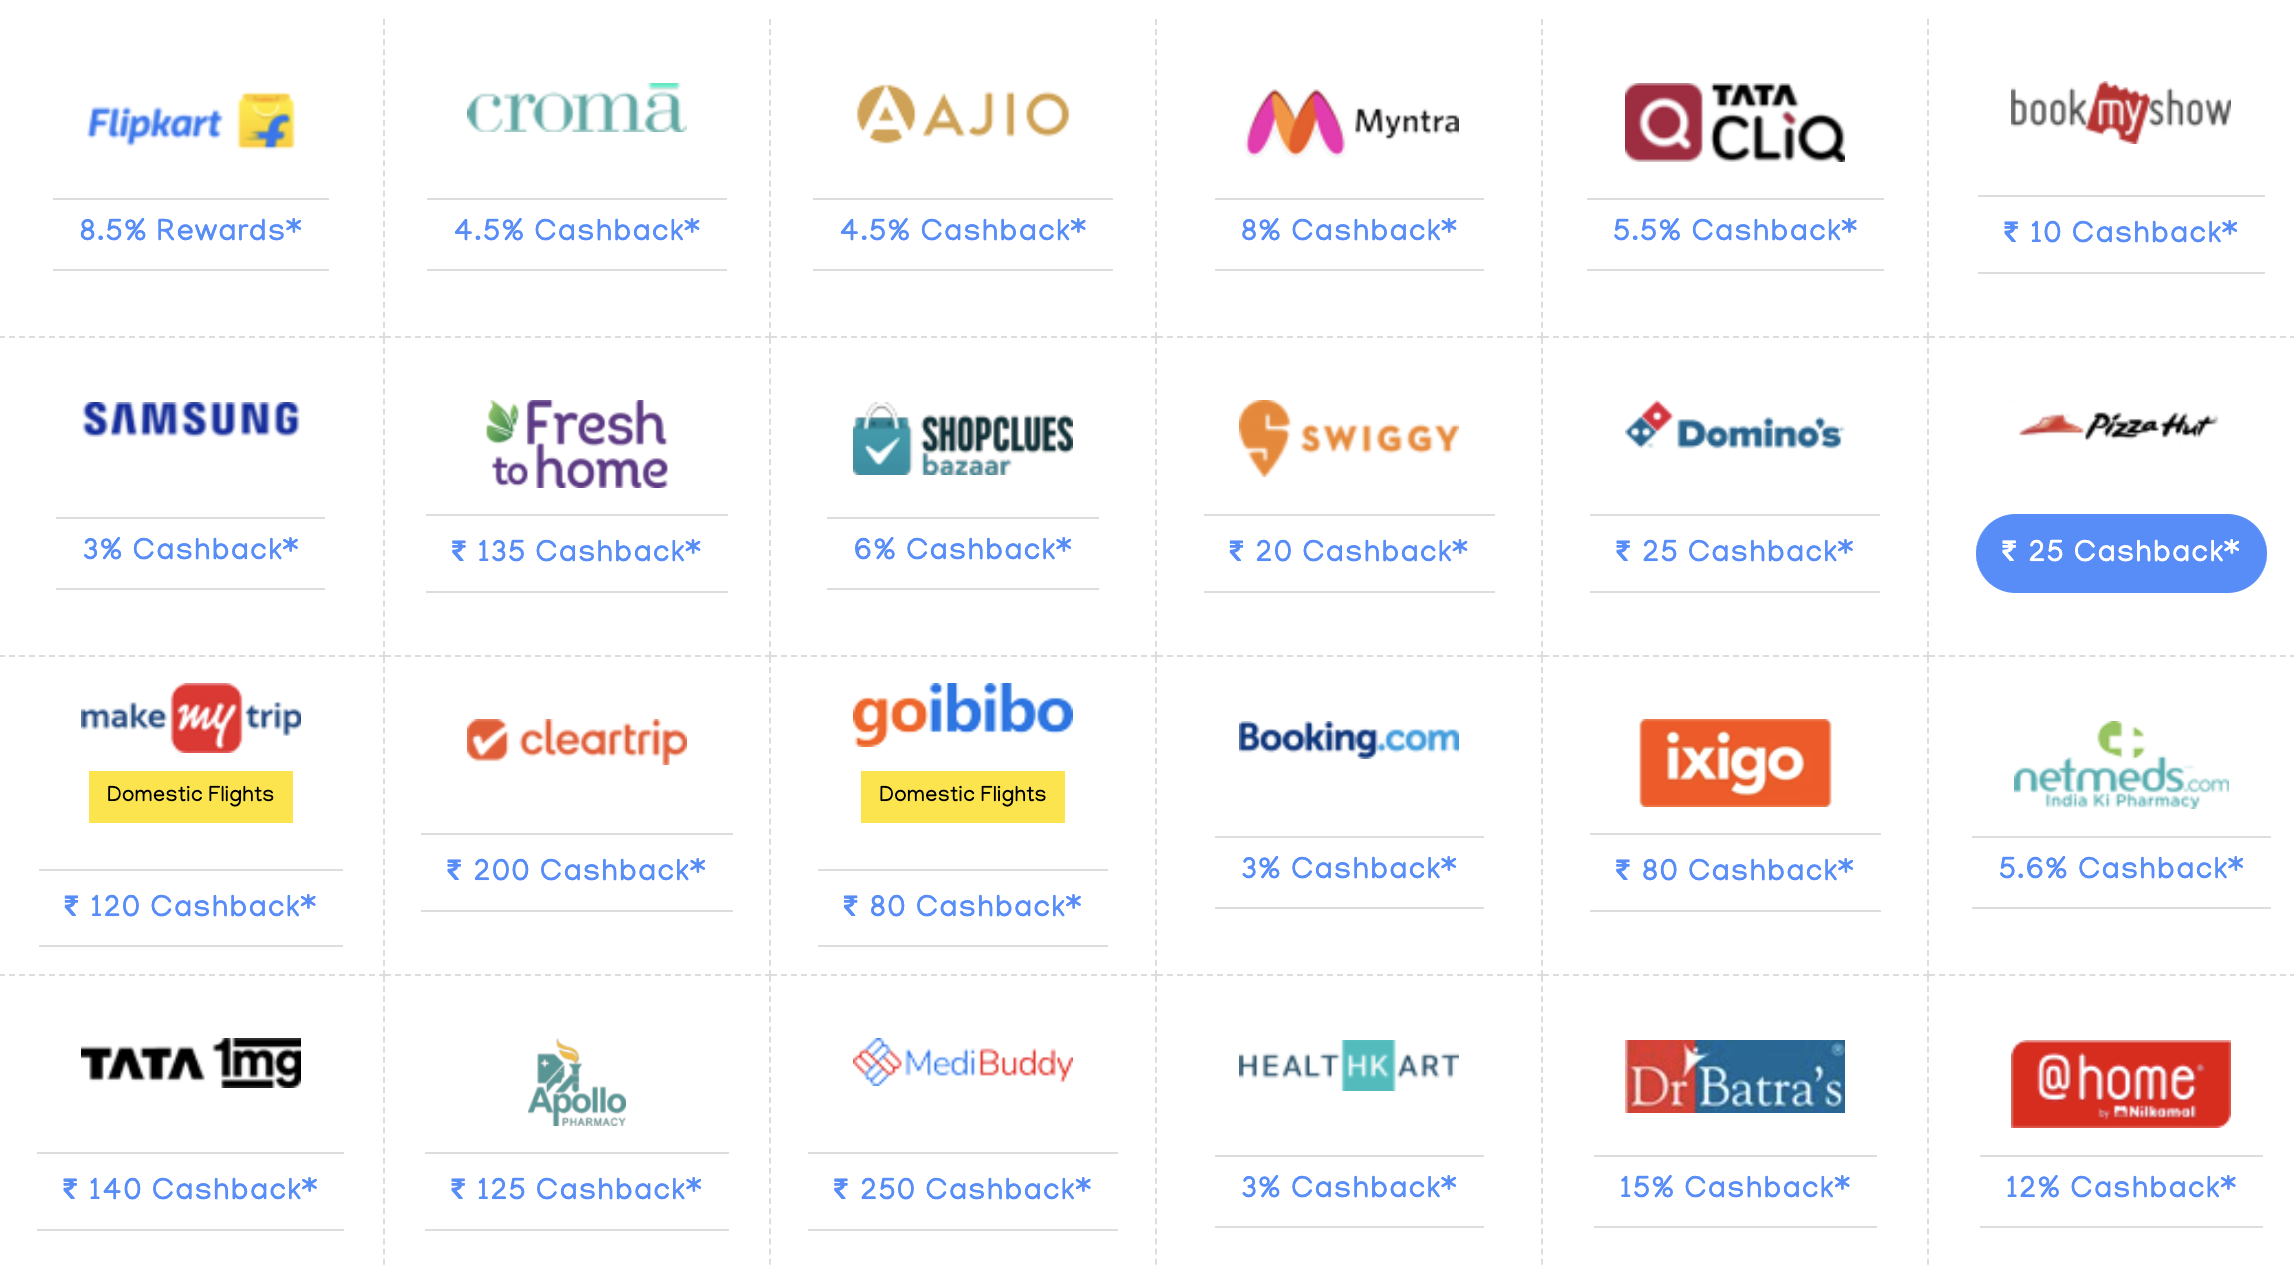 Flipkart
8.5% Rewards*
cromā
4.5% Cashback*
AJIO
4.5% Cashback*
Myntra
8% Cashback*
TATA
CLiQ
5.5% Cashback*
bookmyshow
₹ 10 Cashback*
SAMSUNG
3% Cashback*
Fresh
to home
₹ 135 Cashback*
SHOPCLUES
bazaar
6% Cashback*
SWIGGY
₹ 20 Cashback*
Domino's
₹ 25 Cashback*
Pizza Hut
₹ 25 Cashback*
make my trip
Domestic Flights
₹ 120 Cashback*
cleartrip
₹ 200 Cashback*
goibibo
Domestic Flights
₹ 80 Cashback*
Booking.com
3% Cashback*
ixigo
₹ 80 Cashback*
netmeds.com
India Ki Pharmacy
5.6% Cashback*
TATA 1mg
₹ 140 Cashback*
Apollo
PHARMACY
₹ 125 Cashback*
MediBuddy
₹ 250 Cashback*
HEALTHKART
3% Cashback*
Dr Batra's®
15% Cashback*
@home
by Nilkamal
12% Cashback*